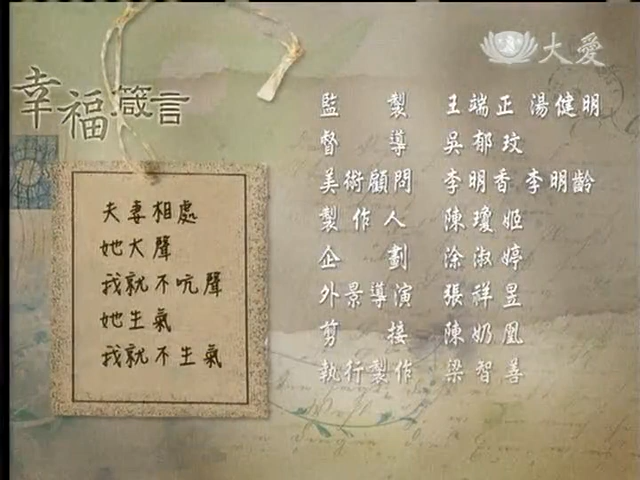 大愛
幸福箴言
夫妻相處
她大聲
我就不吭聲
她生氣
我就不生氣
監製 王端正 湯健明
督導 吳郁玟
美術顧問 李明香 李明齡
製作人 陳瓊姬
企劃 涂淑婷
外景導演 張祥昱
剪接 陳奶凰
執行製作 梁智善